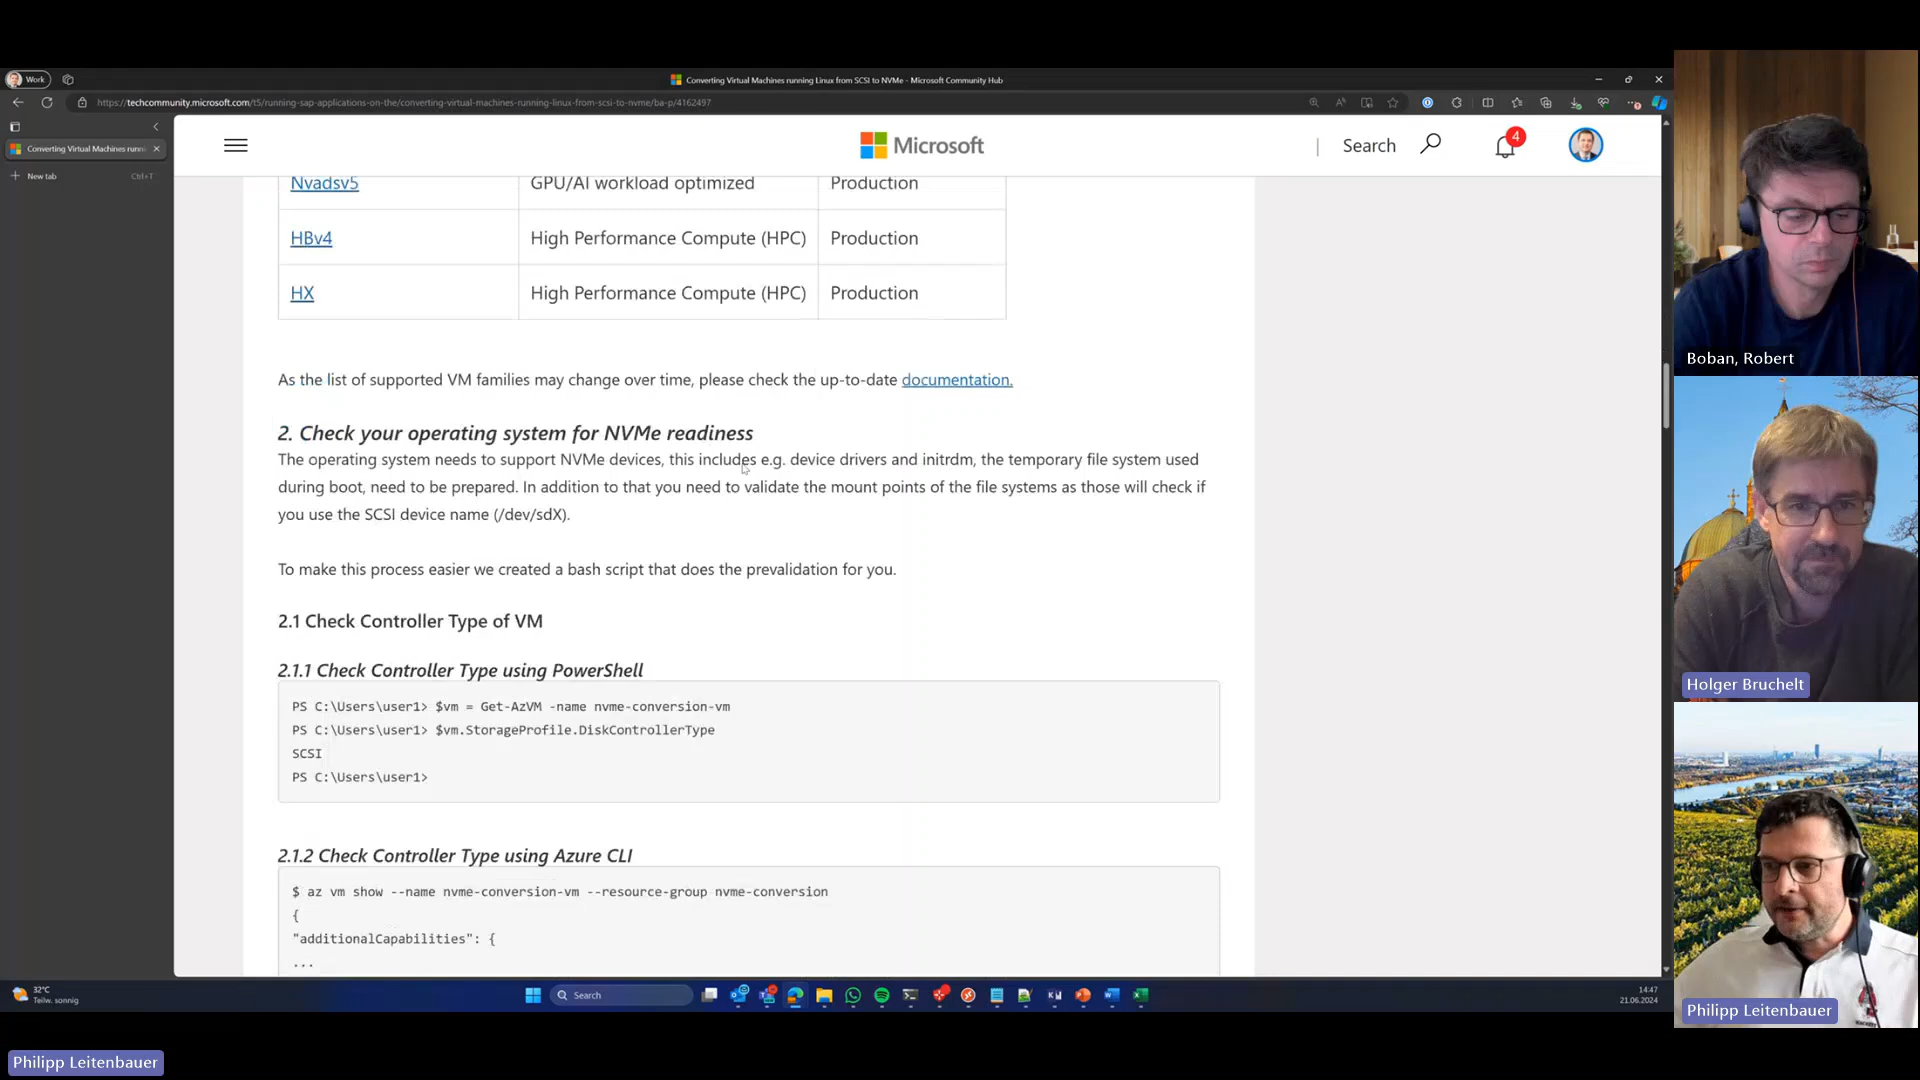 Work
Converting Virtual Machines running Linux from SCSI to NVMe - Microsoft Community Hub
https://techcommunity.microsoft.com/t5/running-sap-applications-on-the/converting-virtual-machines-running-linux-from-scsi-to-nvme/ba-p/4162497
Converting Virtual Machines runn
New tab
Ctrl+T
Microsoft
Search
4
Nvadsv5
GPU/AI workload optimized
Production
HBv4
High Performance Compute (HPC)
Production
HX
High Performance Compute (HPC)
Production
As the list of supported VM families may change over time, please check the up-to-date documentation.
2. Check your operating system for NVMe readiness
The operating system needs to support NVMe devices, this includes e.g. device drivers and initrdm, the temporary file system used
during boot, need to be prepared. In addition to that you need to validate the mount points of the file systems as those will check if
you use the SCSI device name (/dev/sdX).
To make this process easier we created a bash script that does the prevalidation for you.
2.1 Check Controller Type of VM
2.1.1 Check Controller Type using PowerShell
PS C:\Users\user1> $vm = Get-AzVM -name nvme-conversion-vm
PS C:\Users\user1> $vm.StorageProfile.DiskControllerType
SCSI
PS C:\Users\user1>
2.1.2 Check Controller Type using Azure CLI
$ az vm show --name nvme-conversion-vm --resource-group nvme-conversion
{
"additionalCapabilities": {
...
32°C
Teilw. sonnig
Search
14:47
21.06.2024
Boban, Robert
Holger Bruchelt
Philipp Leitenbauer
Philipp Leitenbauer